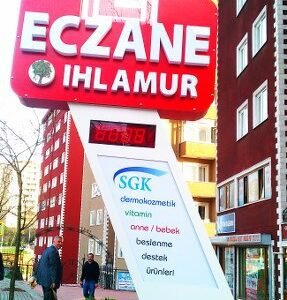 ECZANE
IHLAMUR
SGK
dermokozmetik
vitamin
anne / bebek
beslenme
destek
ürünleri